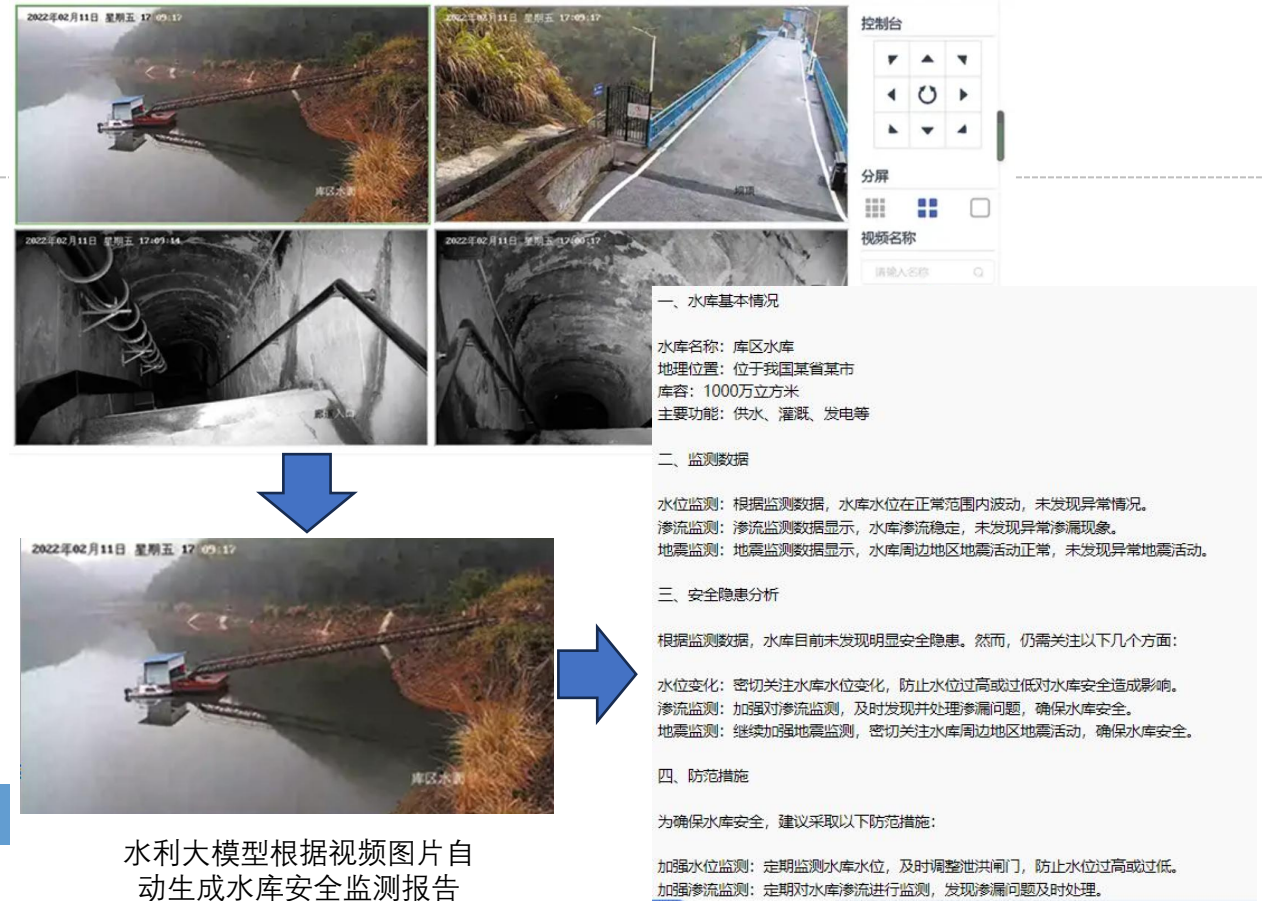 2022年02月11日 星期五 17:09:17
库区水面
2022年02月11日 星期五 17:09:17
坝顶
2022年02月11日 星期五 17:09:14
廊道入口
2022年02月11日 星期五 17:09:17
控制台
分屏
视频名称
请输入名称
2022年02月11日 星期五 17:09:17
库区水面
水利大模型根据视频图片自
动生成水库安全监测报告
一、水库基本情况
水库名称：库区水库
地理位置：位于我国某省某市
库容：1000万立方米
主要功能：供水、灌溉、发电等
二、监测数据
水位监测：根据监测数据，水库水位在正常范围内波动，未发现异常情况。
渗流监测：渗流监测数据显示，水库渗流稳定，未发现异常渗漏现象。
地震监测：地震监测数据显示，水库周边地区地震活动正常，未发现异常地震活动。
三、安全隐患分析
根据监测数据，水库目前未发现明显安全隐患。然而，仍需关注以下几个方面：
水位变化：密切关注水库水位变化，防止水位过高或过低对水库安全造成影响。
渗流监测：加强对渗流监测，及时发现并处理渗漏问题，确保水库安全。
地震监测：继续加强地震监测，密切关注水库周边地区地震活动，确保水库安全。
四、防范措施
为确保水库安全，建议采取以下防范措施：
加强水位监测：定期监测水库水位，及时调整泄洪闸门，防止水位过高或过低。
加强渗流监测：定期对水库渗流进行监测，发现渗漏问题及时处理。